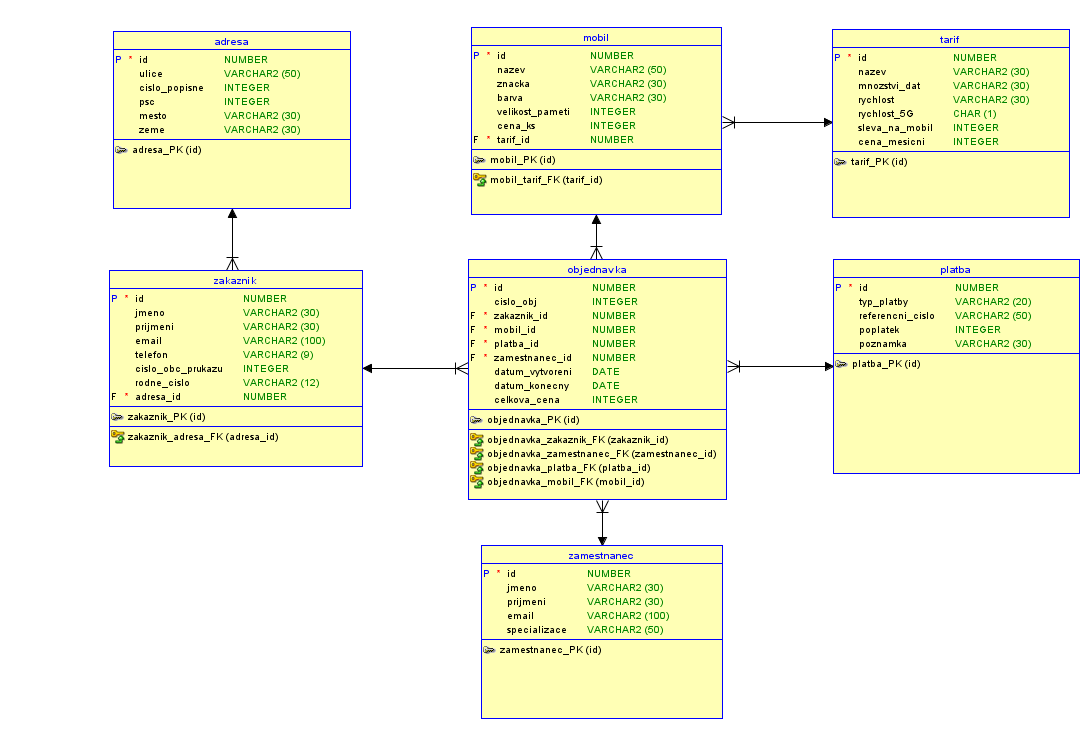 adresa
P * id NUMBER
ulice VARCHAR2 (50)
cislo_popisne INTEGER
psc INTEGER
mesto VARCHAR2 (30)
zeme VARCHAR2 (30)
adresa_PK (id)
mobil
P * id NUMBER
nazev VARCHAR2 (50)
znacka VARCHAR2 (30)
barva VARCHAR2 (30)
velikost_pameti INTEGER
cena_ks INTEGER
F * tarif_id NUMBER
mobil_PK (id)
mobil_tarif_FK (tarif_id)
tarif
P * id NUMBER
nazev VARCHAR2 (30)
mnozstvi_dat VARCHAR2 (30)
rychlost VARCHAR2 (30)
rychlost_5G CHAR (1)
sleva_na_mobil INTEGER
cena_mesicni INTEGER
tarif_PK (id)
zakaznik
P * id NUMBER
jmeno VARCHAR2 (30)
prijmeni VARCHAR2 (30)
email VARCHAR2 (100)
telefon VARCHAR2 (9)
cislo_obc_prukazu INTEGER
rodne_cislo VARCHAR2 (12)
F * adresa_id NUMBER
zakaznik_PK (id)
zakaznik_adresa_FK (adresa_id)
objednavka
P * id NUMBER
cislo_obj INTEGER
F * zakaznik_id NUMBER
F * mobil_id NUMBER
F * platba_id NUMBER
F * zamestnanec_id NUMBER
datum_vytvoreni DATE
datum_konecny DATE
celkova_cena INTEGER
objednavka_PK (id)
objednavka_zakaznik_FK (zakaznik_id)
objednavka_zamestnanec_FK (zamestnanec_id)
objednavka_platba_FK (platba_id)
objednavka_mobil_FK (mobil_id)
platba
P * id NUMBER
typ_platby VARCHAR2 (20)
referencni_cislo VARCHAR2 (50)
poplatek INTEGER
poznamka VARCHAR2 (30)
platba_PK (id)
zamestnanec
P * id NUMBER
jmeno VARCHAR2 (30)
prijmeni VARCHAR2 (30)
email VARCHAR2 (100)
specializace VARCHAR2 (50)
zamestnanec_PK (id)